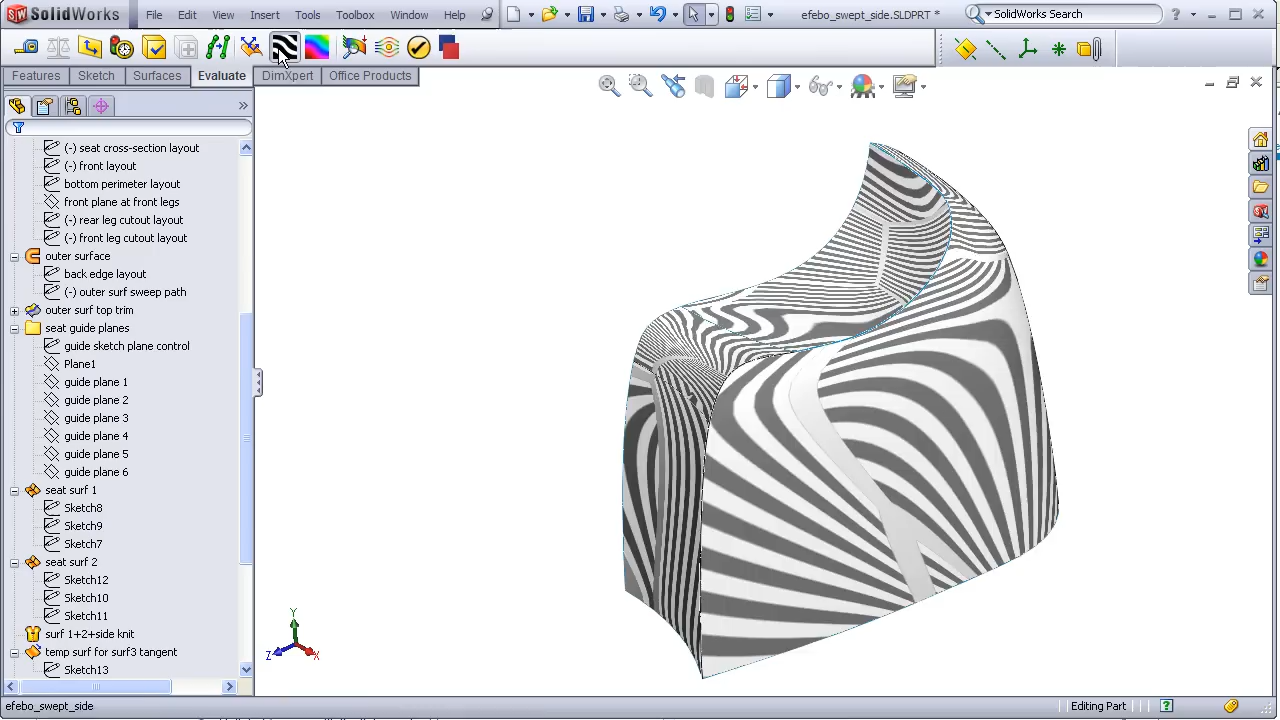 SolidWorks File Edit View Insert Tools Toolbox Window Help efebo_swept_side.SLDPRT * SolidWorks Search
Features Sketch Surfaces Evaluate DimXpert Office Products
(-) seat cross-section layout
(-) front layout
bottom perimeter layout
front plane at front legs
(-) rear leg cutout layout
(-) front leg cutout layout
outer surface
back edge layout
(-) outer surf sweep path
outer surf top trim
seat guide planes
guide sketch plane control
Plane1
guide plane 1
guide plane 2
guide plane 3
guide plane 4
guide plane 5
guide plane 6
seat surf 1
Sketch8
Sketch9
Sketch7
seat surf 2
Sketch12
Sketch10
Sketch11
surf 1+2+side knit
temp surf for surf3 tangent
Sketch13
Y
Z X
efebo_swept_side Editing Part